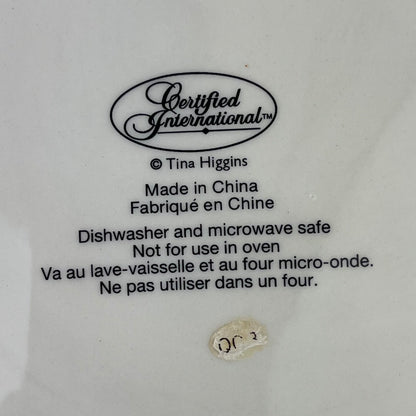 Certified
International™
© Tina Higgins
Made in China
Fabriqué en Chine
Dishwasher and microwave safe
Not for use in oven
Va au lave-vaisselle et au four micro-onde.
Ne pas utiliser dans un four.